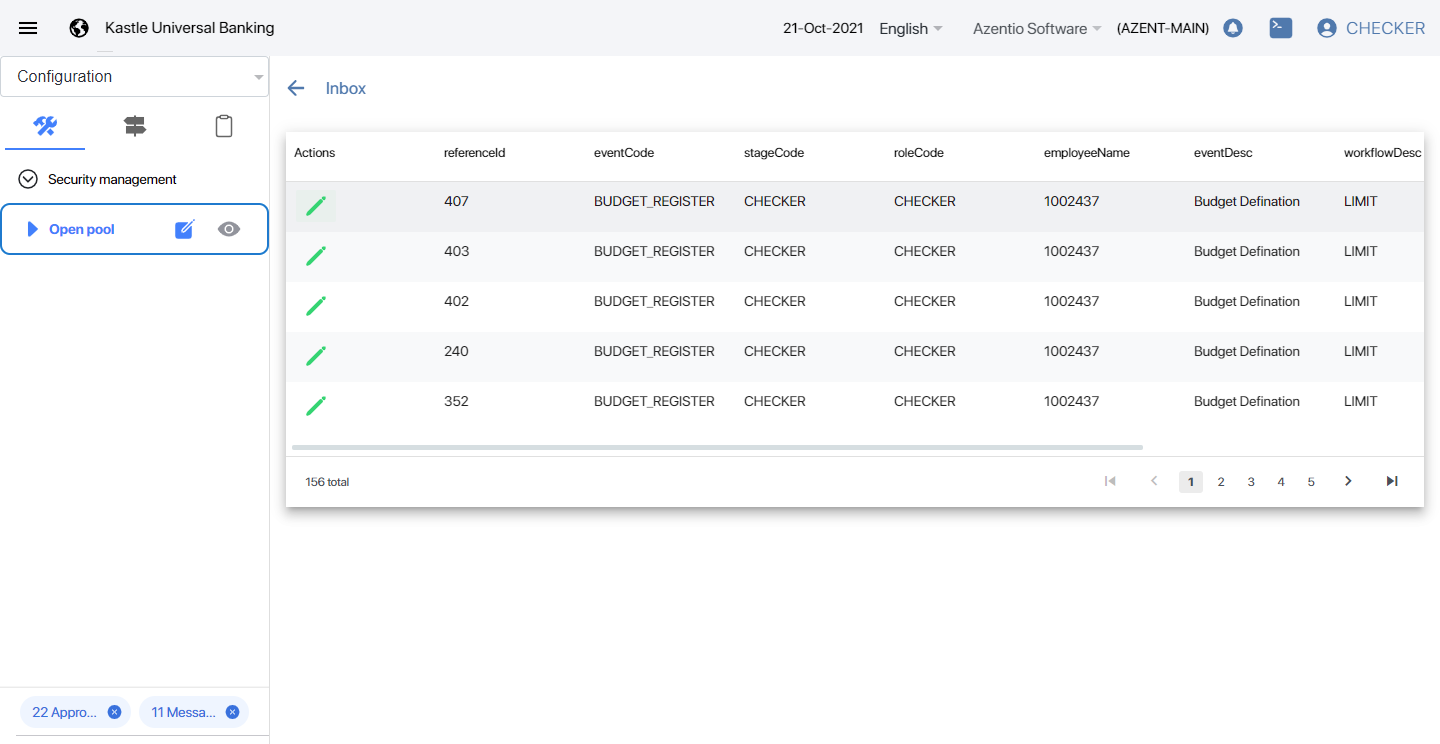 Kastle Universal Banking 21-Oct-2021 English Azentio Software (AZENT-MAIN) CHECKER
Configuration
Inbox
Security management
Open pool
Actions referenceId eventCode stageCode roleCode employeeName eventDesc workflowDesc
407 BUDGET_REGISTER CHECKER CHECKER 1002437 Budget Defination LIMIT
403 BUDGET_REGISTER CHECKER CHECKER 1002437 Budget Defination LIMIT
402 BUDGET_REGISTER CHECKER CHECKER 1002437 Budget Defination LIMIT
240 BUDGET_REGISTER CHECKER CHECKER 1002437 Budget Defination LIMIT
352 BUDGET_REGISTER CHECKER CHECKER 1002437 Budget Defination LIMIT
156 total 1 2 3 4 5
22 Appro... 11 Messa...